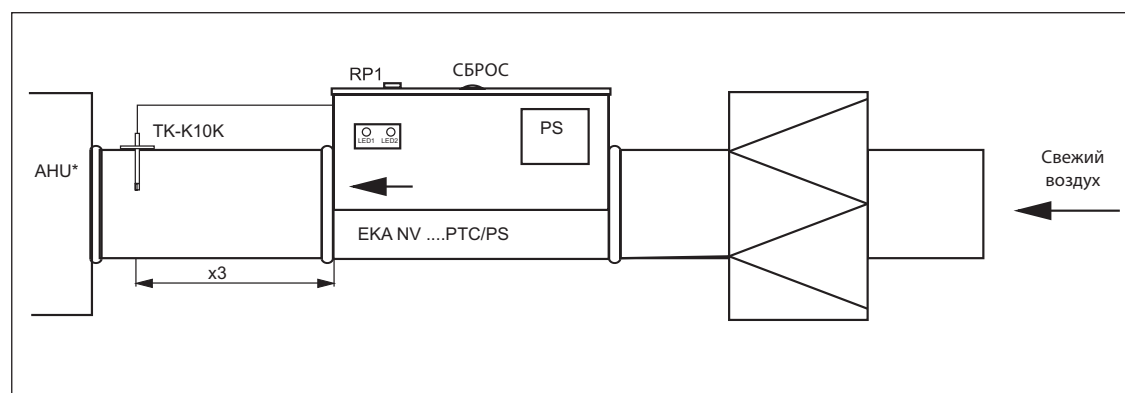 RP1
СБРОС
TK-K10K
LED1 LED2
PS
AHU*
Свежий
воздух
EKA NV ....PTC/PS
x3